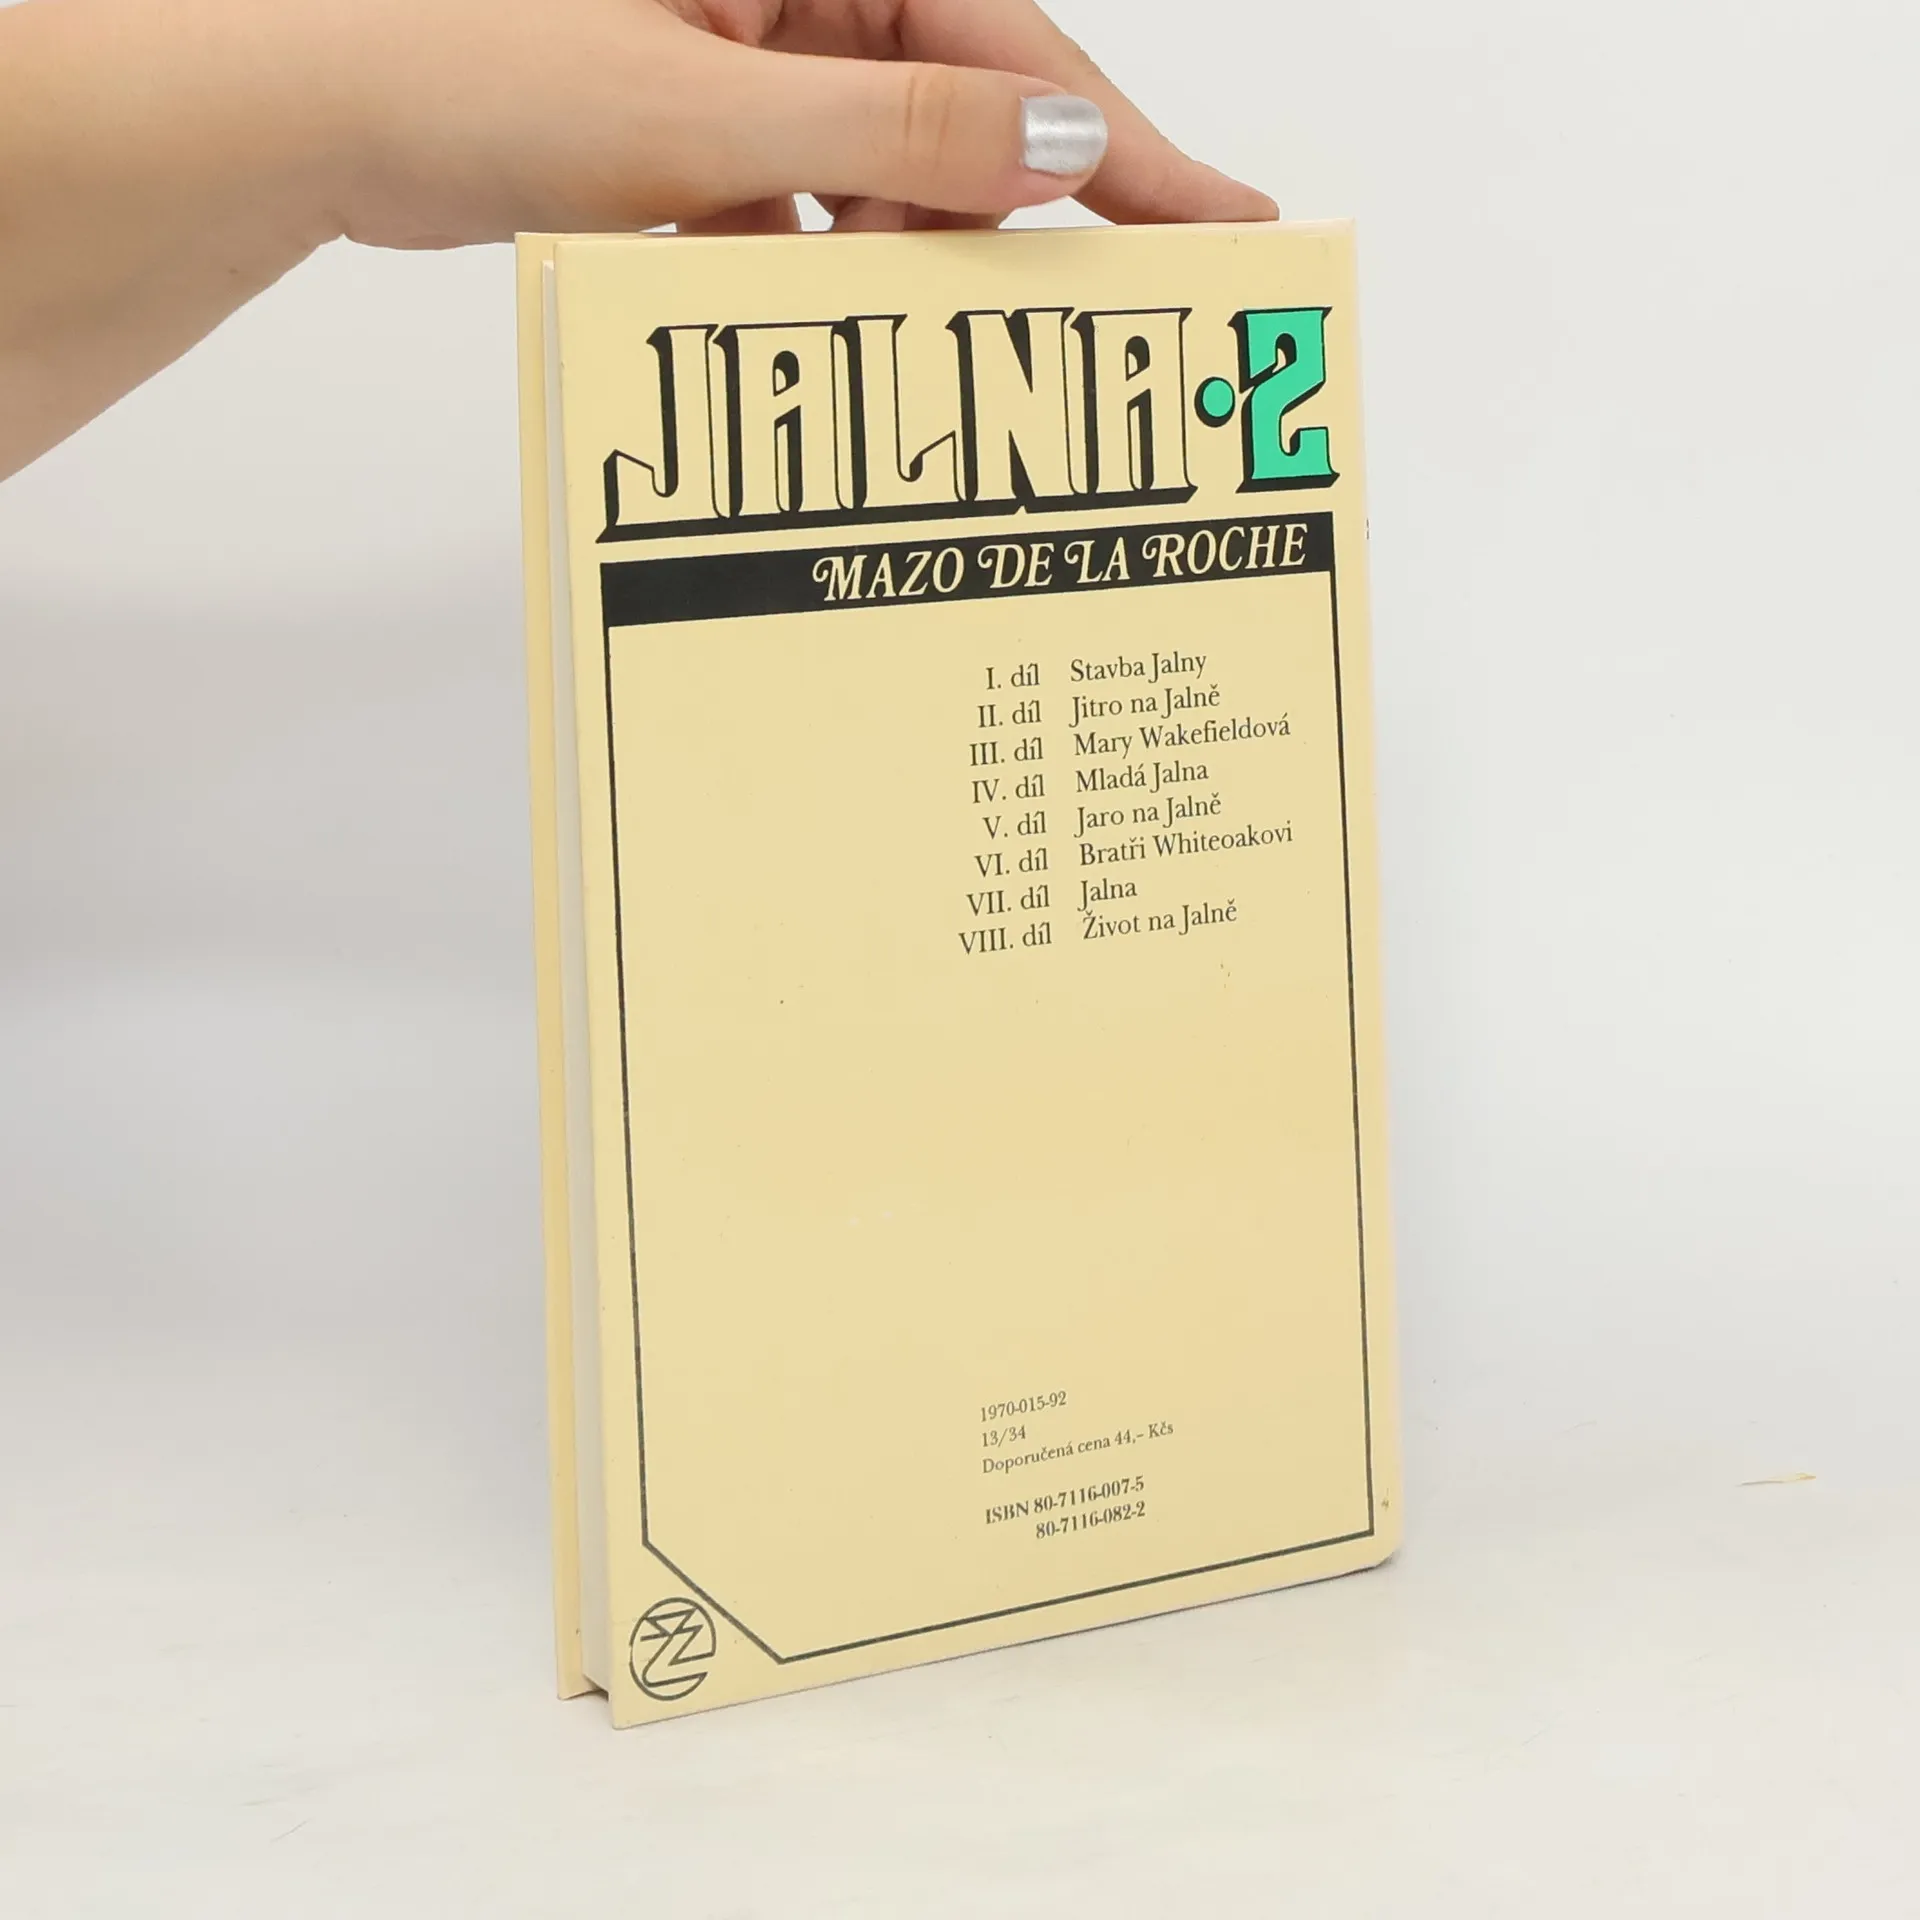 JALNA·2
MAZO DE LA ROCHE
I. díl Stavba Jalny
II. díl Jitro na Jalně
III. díl Mary Wakefieldová
IV. díl Mladá Jalna
V. díl Jaro na Jalně
VI. díl Bratři Whiteoakovi
VII. díl Jalna
VIII. díl Život na Jalně
1970-015-92
13/34
Doporučená cena 44,– Kčs
ISBN 80-7116-007-5
80-7116-082-2